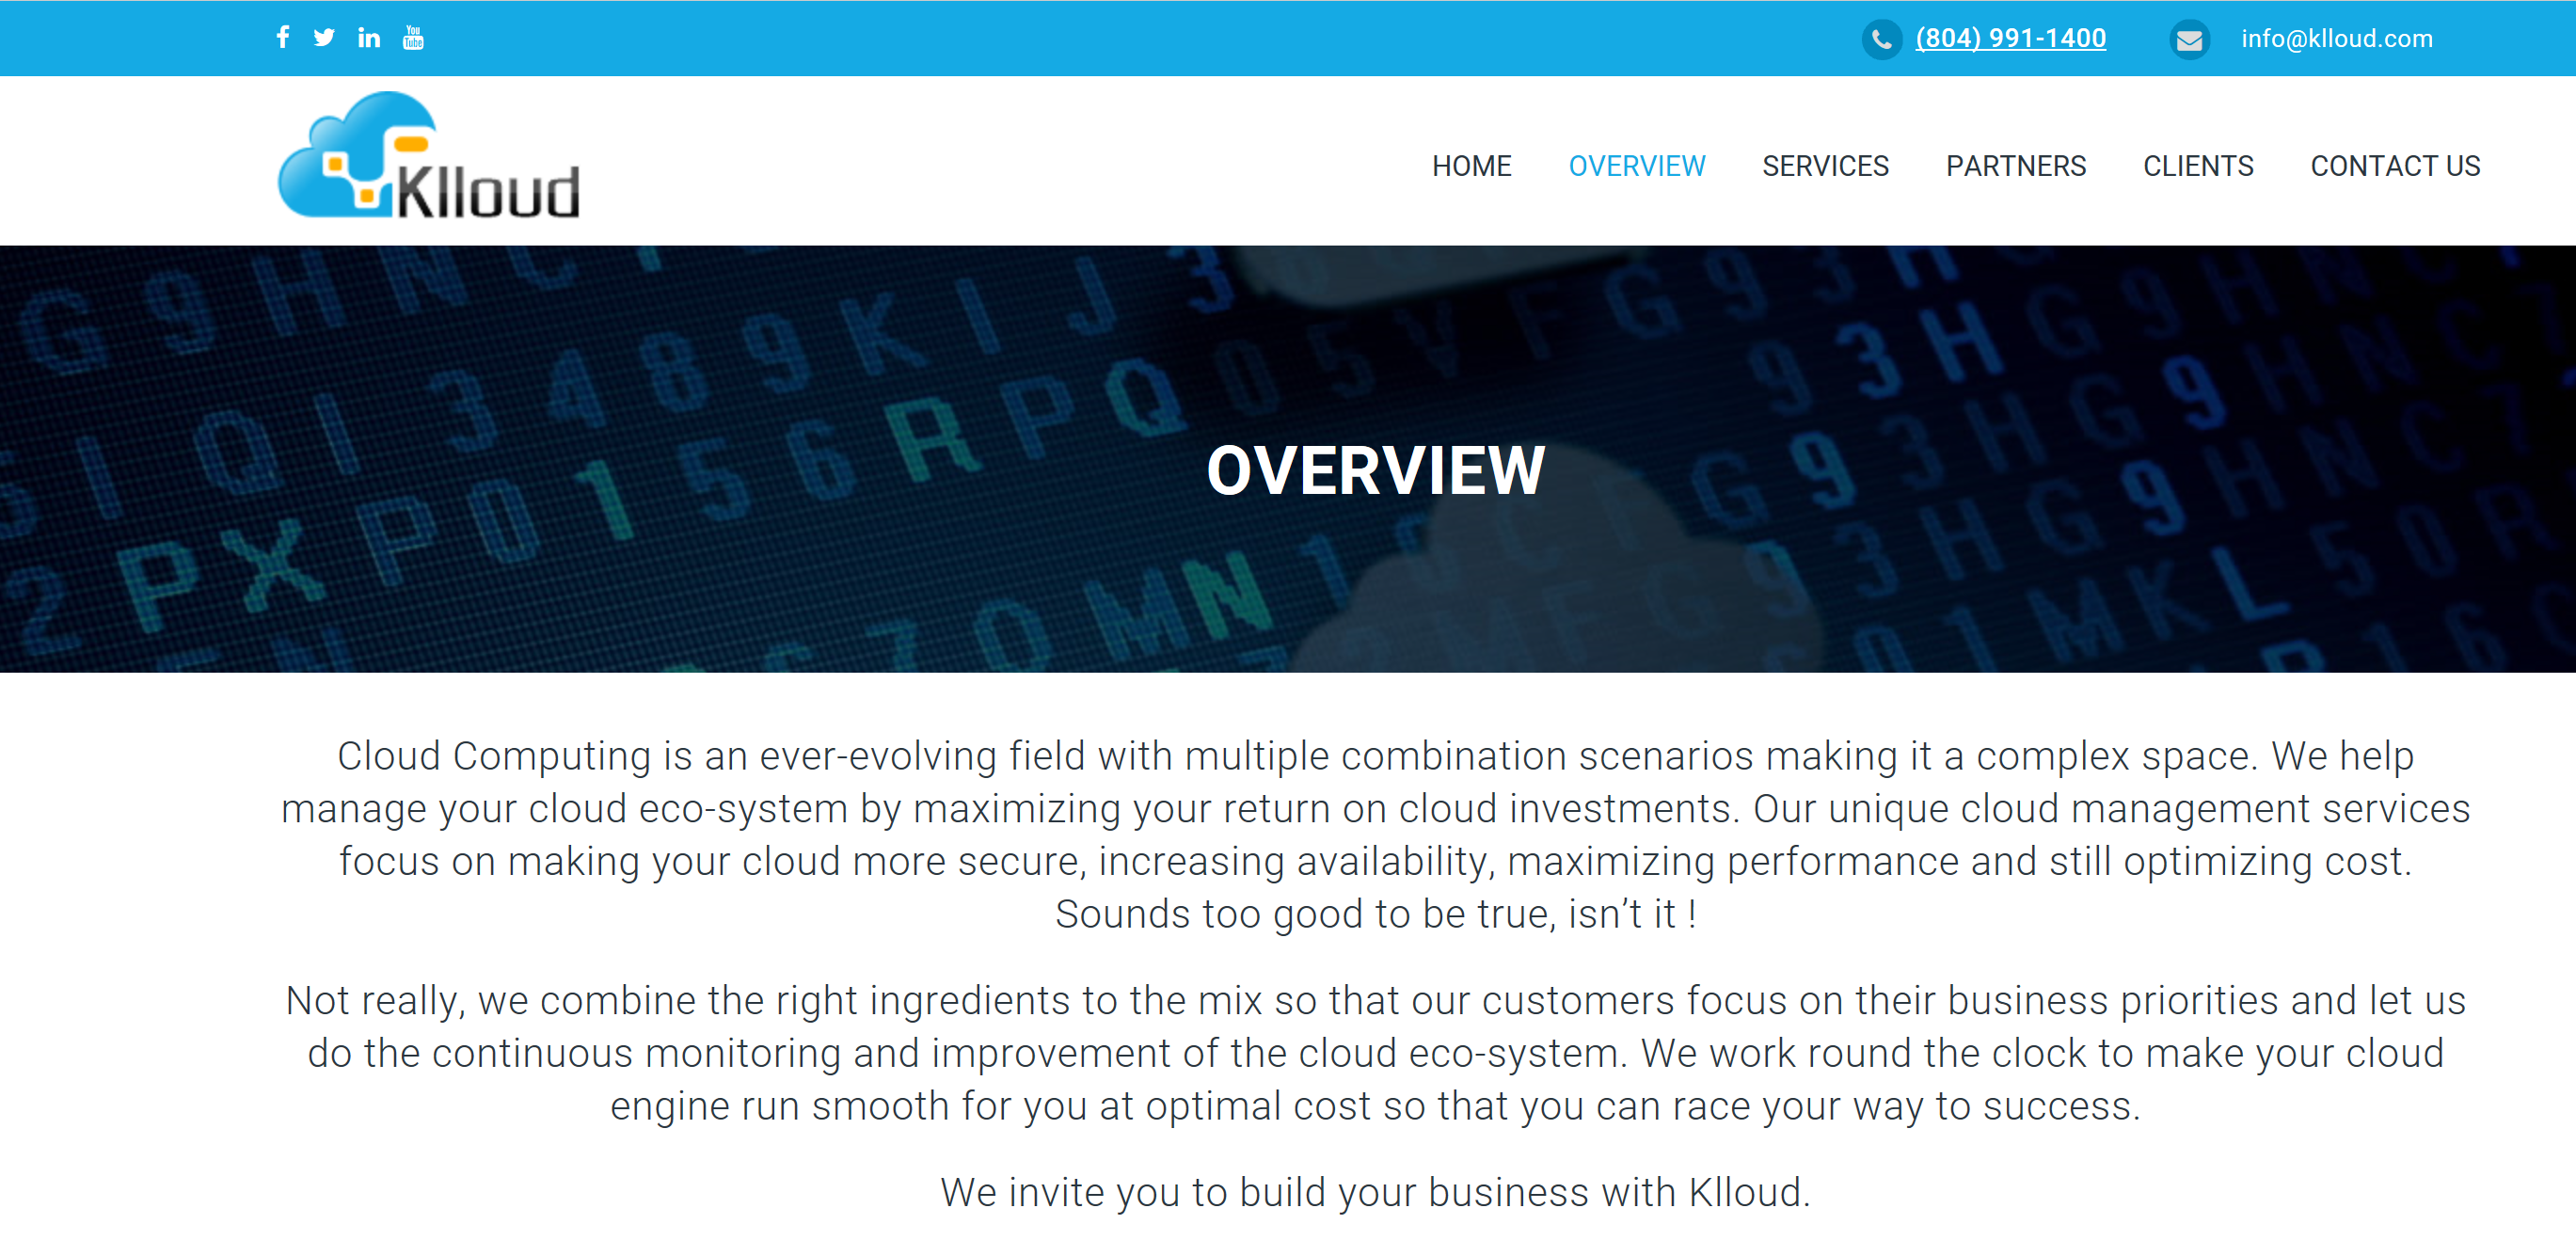 You Tube
(804) 991-1400
info@klloud.com
Klloud
HOME OVERVIEW SERVICES PARTNERS CLIENTS CONTACT US
OVERVIEW
Cloud Computing is an ever-evolving field with multiple combination scenarios making it a complex space. We help
manage your cloud eco-system by maximizing your return on cloud investments. Our unique cloud management services
focus on making your cloud more secure, increasing availability, maximizing performance and still optimizing cost.
Sounds too good to be true, isn’t it !
Not really, we combine the right ingredients to the mix so that our customers focus on their business priorities and let us
do the continuous monitoring and improvement of the cloud eco-system. We work round the clock to make your cloud
engine run smooth for you at optimal cost so that you can race your way to success.
We invite you to build your business with Klloud.